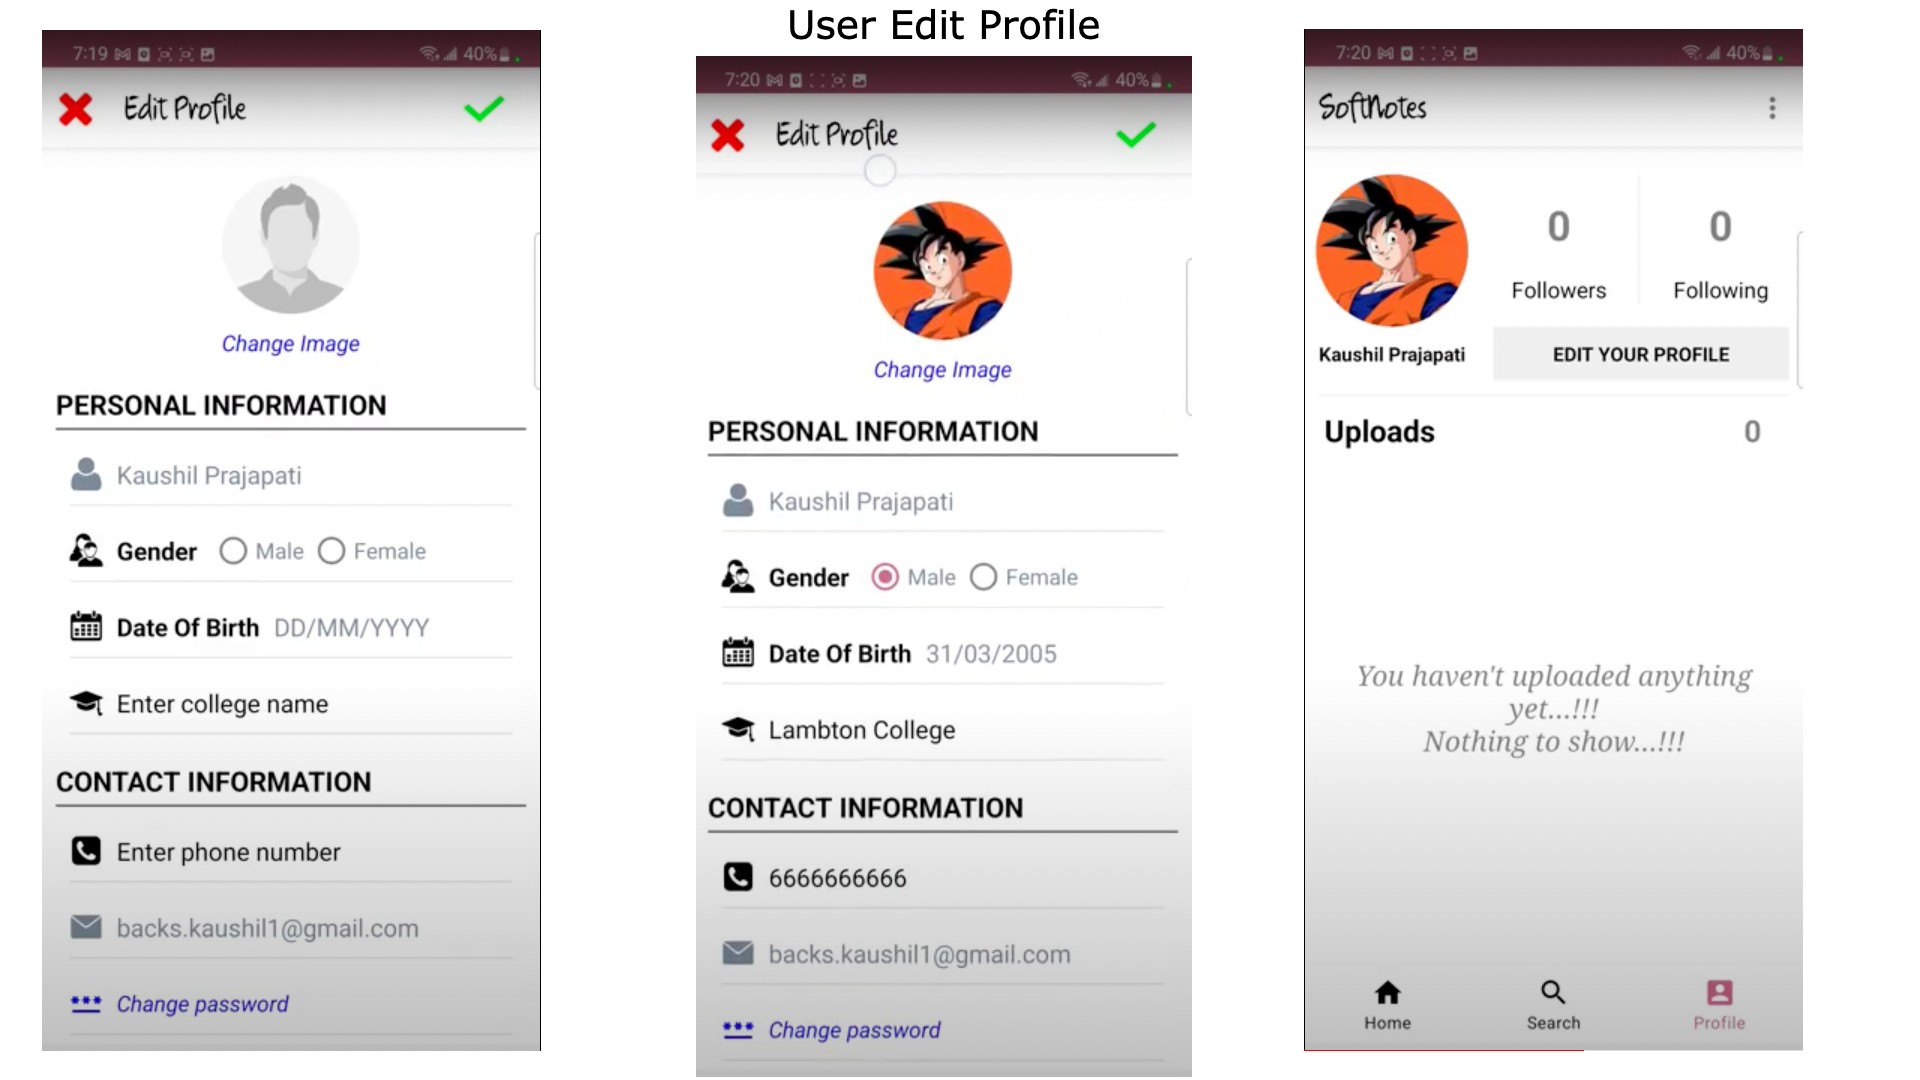 User Edit Profile
7:19 40%
Edit Profile
Change Image
PERSONAL INFORMATION
Kaushil Prajapati
Gender Male Female
Date Of Birth DD/MM/YYYY
Enter college name
CONTACT INFORMATION
Enter phone number
backs.kaushil1@gmail.com
*** Change password
7:20 40%
Edit Profile
Change Image
PERSONAL INFORMATION
Kaushil Prajapati
Gender Male Female
Date Of Birth 31/03/2005
Lambton College
CONTACT INFORMATION
6666666666
backs.kaushil1@gmail.com
*** Change password
7:20 40%
SoftNotes
0 0
Followers Following
Kaushil Prajapati EDIT YOUR PROFILE
Uploads 0
You haven't uploaded anything
yet...!!!
Nothing to show...!!!
Home Search Profile